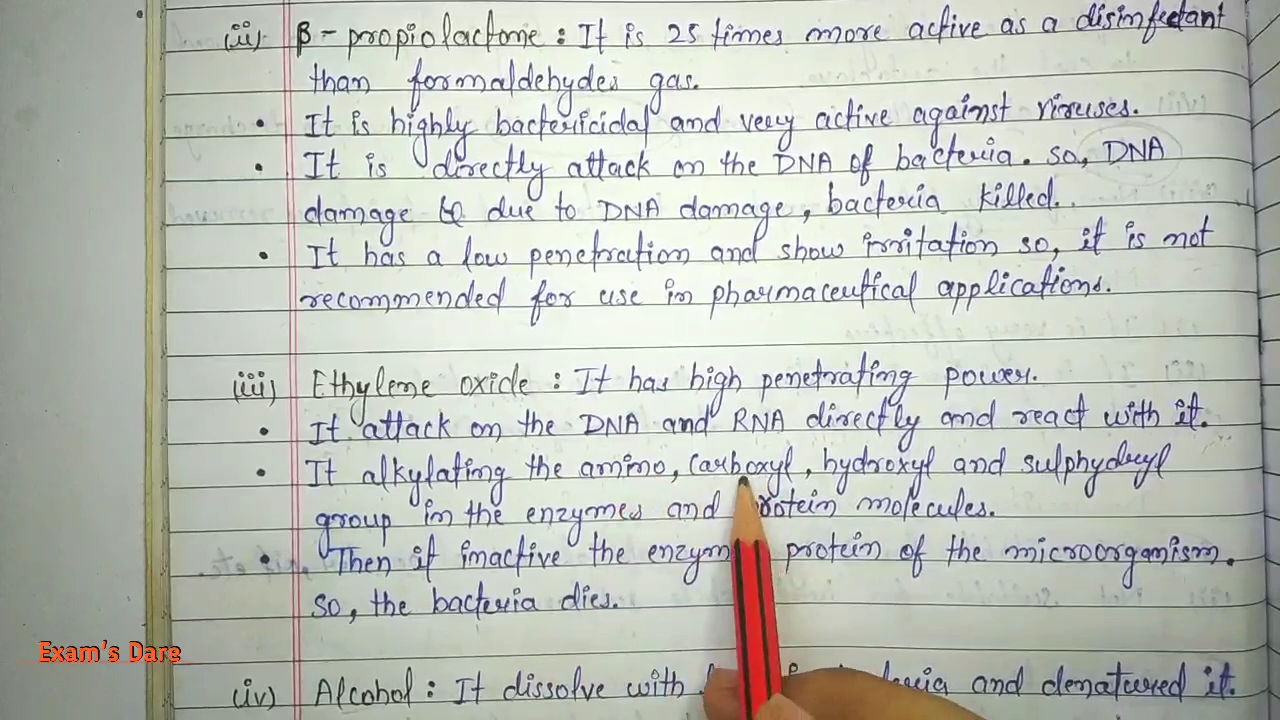 (ii) β-propiolactone : It is 25 times more active as a disinfectant
than formaldehydes gas.
• It is highly bactericidal and very active against viruses.
• It is directly attack on the DNA of bacteria. so, DNA
damage & due to DNA damage, bacteria killed.
• It has a low penetration and show irritation so, it is not
recommended for use in pharmaceutical applications.
(iii) Ethylene oxide : It has high penetrating power.
• It attack on the DNA and RNA directly and react with it.
• It alkylating the amino, carboxyl, hydroxyl and sulphydryl
group in the enzymes and protein molecules.
• Then it inactive the enzyme protein of the microorganism.
so, the bacteria dies.
Exam's Dare
(iv) Alcohol : It dissolve with and denatured it.